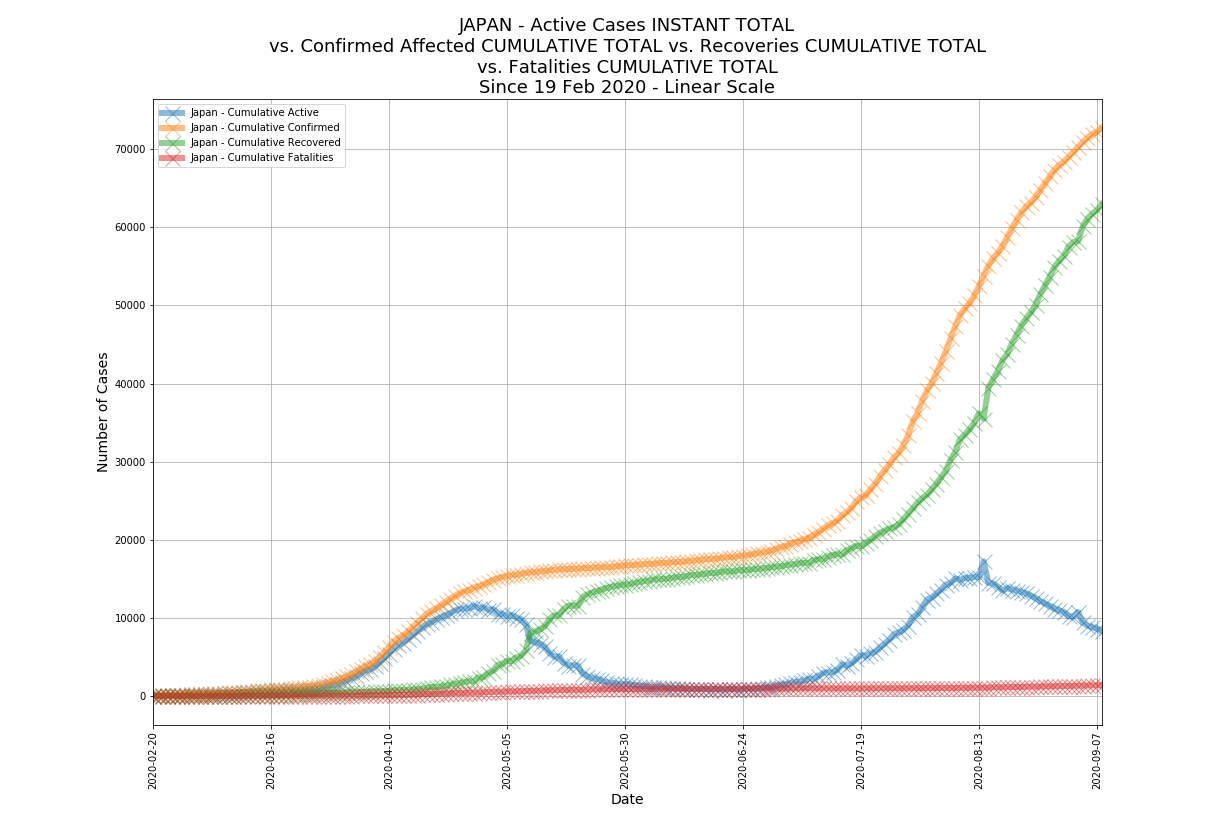 JAPAN - Active Cases INSTANT TOTAL
vs. Confirmed Affected CUMULATIVE TOTAL vs. Recoveries CUMULATIVE TOTAL
vs. Fatalities CUMULATIVE TOTAL
Since 19 Feb 2020 - Linear Scale
Japan - Cumulative Active
Japan - Cumulative Confirmed
Japan - Cumulative Recovered
Japan - Cumulative Fatalities
Number of Cases
70000
60000
50000
40000
30000
20000
10000
0
2020-02-20
2020-03-16
2020-04-10
2020-05-05
2020-05-30
2020-06-24
2020-07-19
2020-08-13
2020-09-07
Date